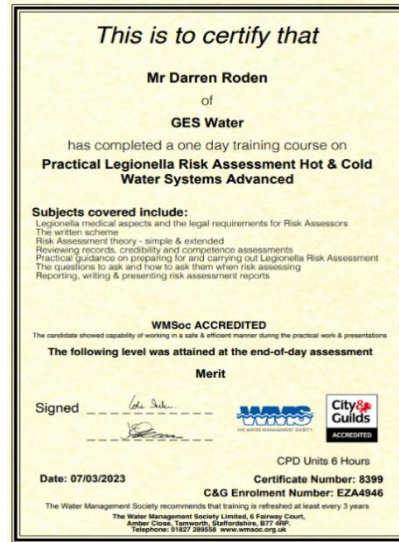 This is to certify that
Mr Darren Roden
of
GES Water
has completed a one day training course on
Practical Legionella Risk Assessment Hot & Cold
Water Systems Advanced
Subjects covered include:
Legionella medical aspects and the legal requirements for Risk Assessors
The written scheme
Risk Assessment theory - simple & extended
Reviewing records, credibility and competence assessments
Practical guidance on preparing for and carrying out Legionella Risk Assessment
The questions to ask and how to ask them when risk assessing
Reporting, writing & presenting risk assessment reports
WMSoc ACCREDITED
The candidate showed capability of working in a safe & efficient manner during the practical work & presentations
The following level was attained at the end-of-day assessment
Merit
Signed
WMS
THE WATER MANAGEMENT SOCIETY
City &
Guilds
ACCREDITED
CPD Units 6 Hours
Date: 07/03/2023
Certificate Number: 8399
C&G Enrolment Number: EZA4946
The Water Management Society recommends that training is refreshed at least every 3 years
The Water Management Society Limited, 6 Fairway Court,
Amber Close, Tamworth, Staffordshire, B77 4RP.
Telephone: 01827 289558 www.wmsoc.org.uk